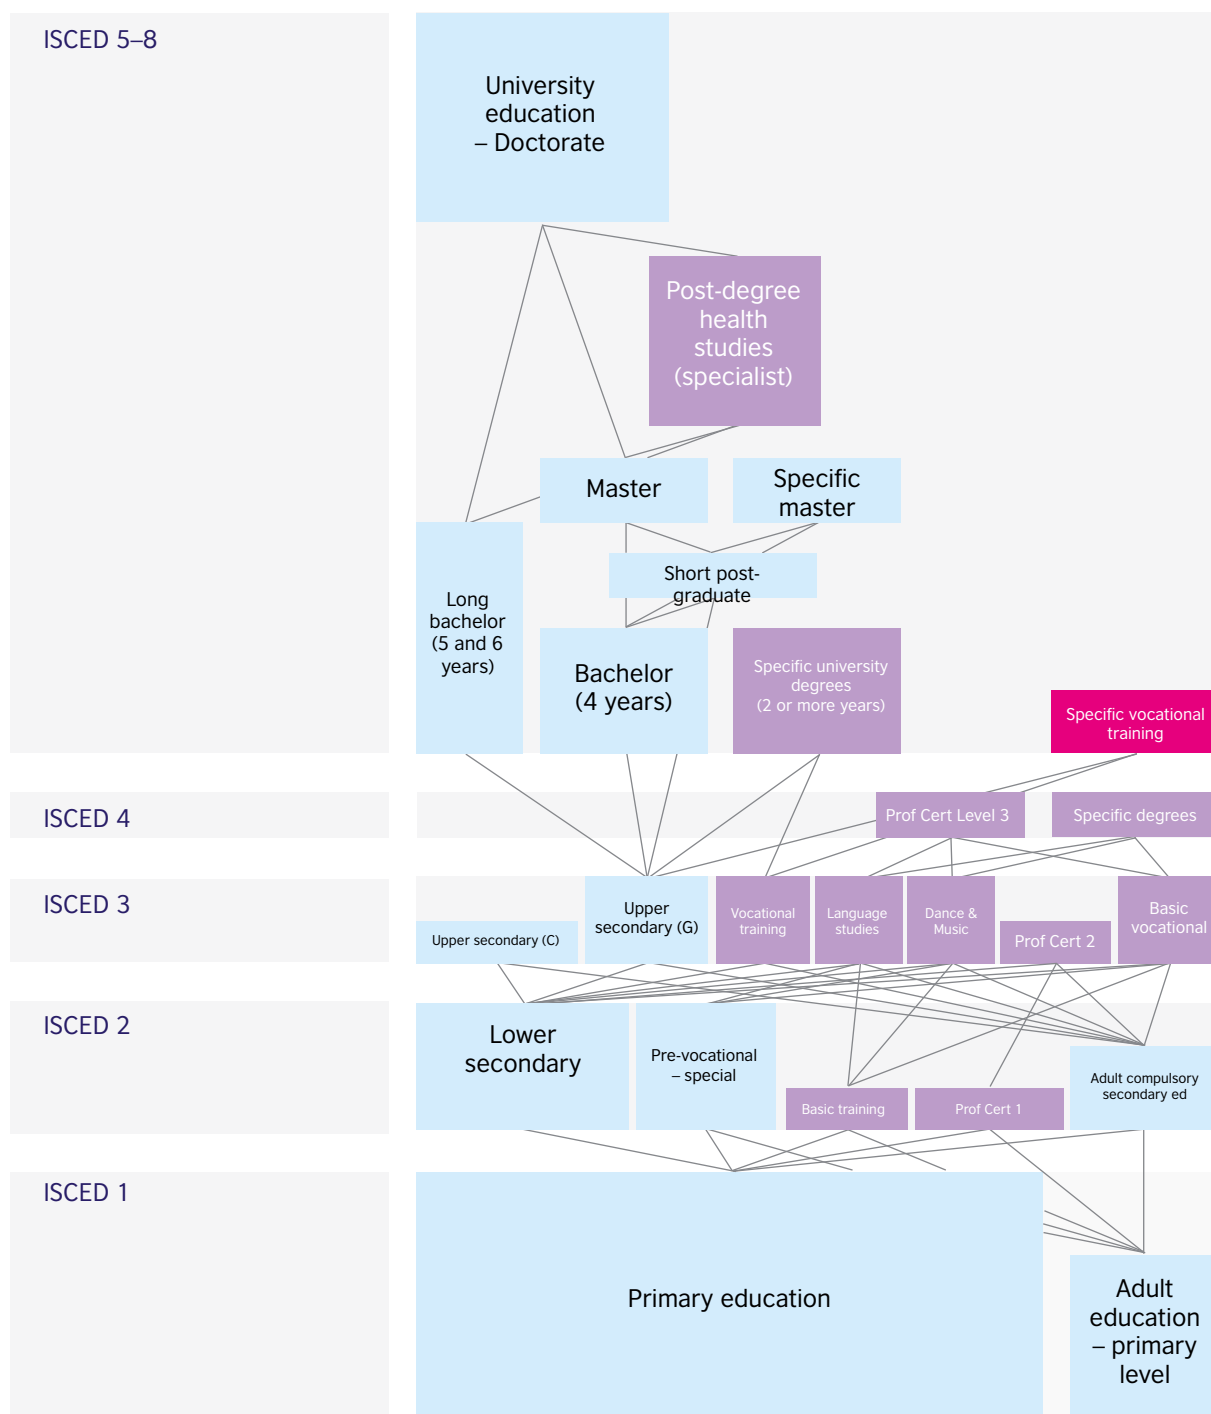 ISCED 5–8
University
education
– Doctorate
Post-degree
health
studies
(specialist)
Master
Specific
master
Short post-
graduate
Long
bachelor
(5 and 6
years)
Bachelor
(4 years)
Specific university
degrees
(2 or more years)
Specific vocational
training
ISCED 4
Prof Cert Level 3
Specific degrees
ISCED 3
Upper secondary (C)
Upper
secondary (G)
Vocational
training
Language
studies
Dance &
Music
Prof Cert 2
Basic
vocational
ISCED 2
Lower
secondary
Pre-vocational
– special
Basic training
Prof Cert 1
Adult compulsory
secondary ed
ISCED 1
Primary education
Adult
education
– primary
level